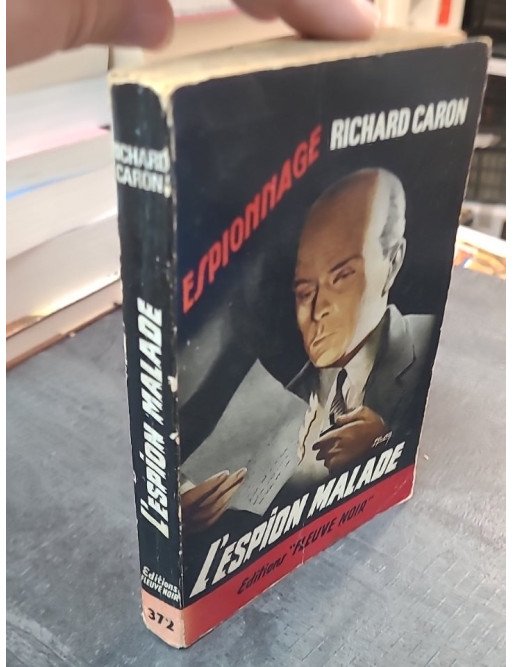 RICHARD
CARON
L'ESPION MALADE
Editions
FLEUVE NOIR
372
ESPIONNAGE
RICHARD CARON
L'ESPION MALADE
Editions "FLEUVE NOIR"